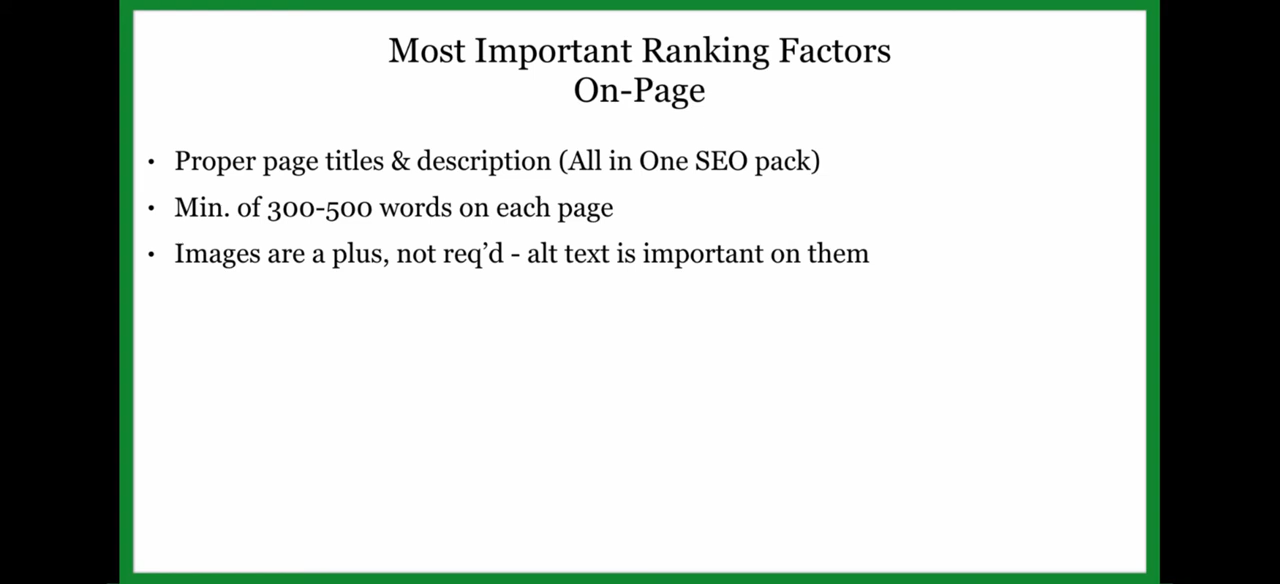 Most Important Ranking Factors
On-Page
• Proper page titles & description (All in One SEO pack)
• Min. of 300-500 words on each page
• Images are a plus, not req’d - alt text is important on them